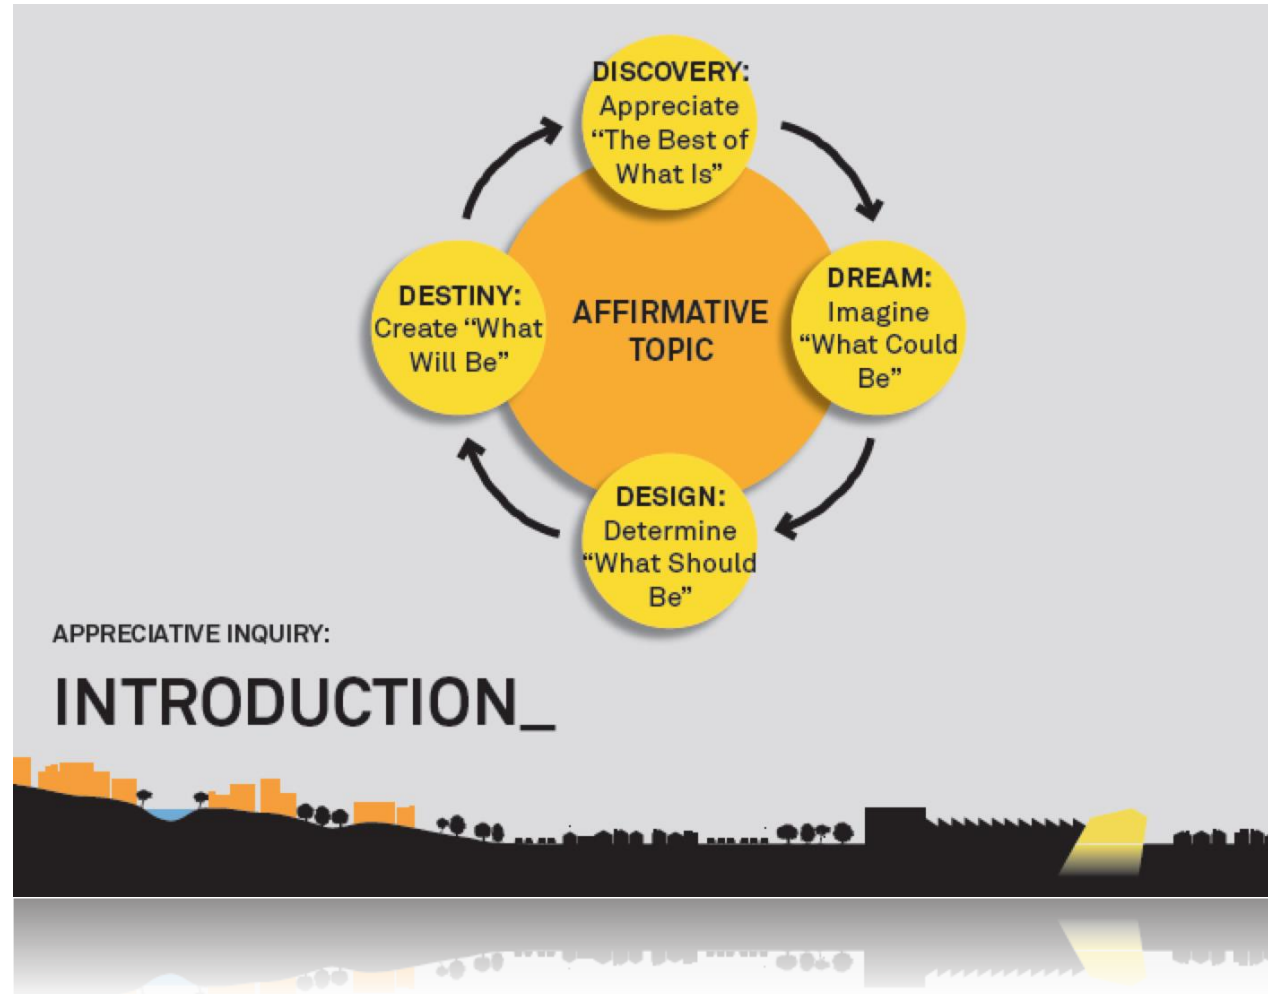 DISCOVERY:
Appreciate
“The Best of
What Is”
DREAM:
Imagine
“What Could
Be”
DESIGN:
Determine
“What Should
Be”
DESTINY:
Create “What
Will Be”
AFFIRMATIVE
TOPIC
APPRECIATIVE INQUIRY:
INTRODUCTION_